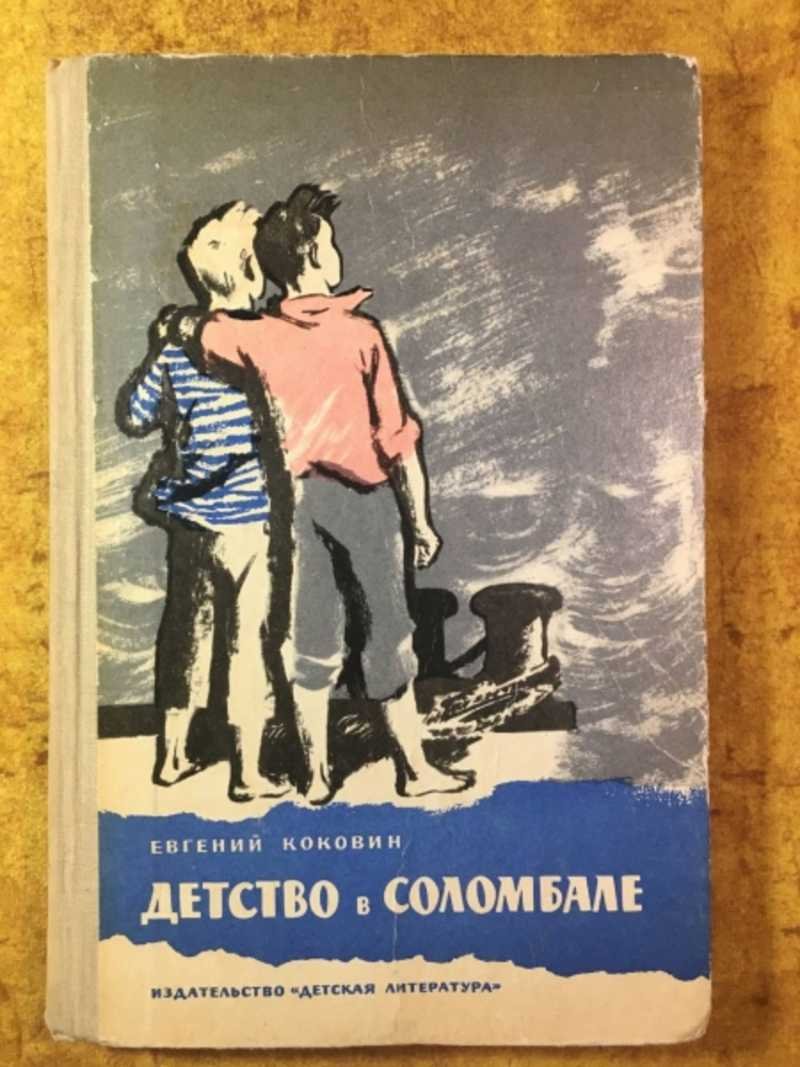 ЕВГЕНИЙ КОКОВИН
ДЕТСТВО в СОЛОМБАЛЕ
ИЗДАТЕЛЬСТВО «ДЕТСКАЯ ЛИТЕРАТУРА»